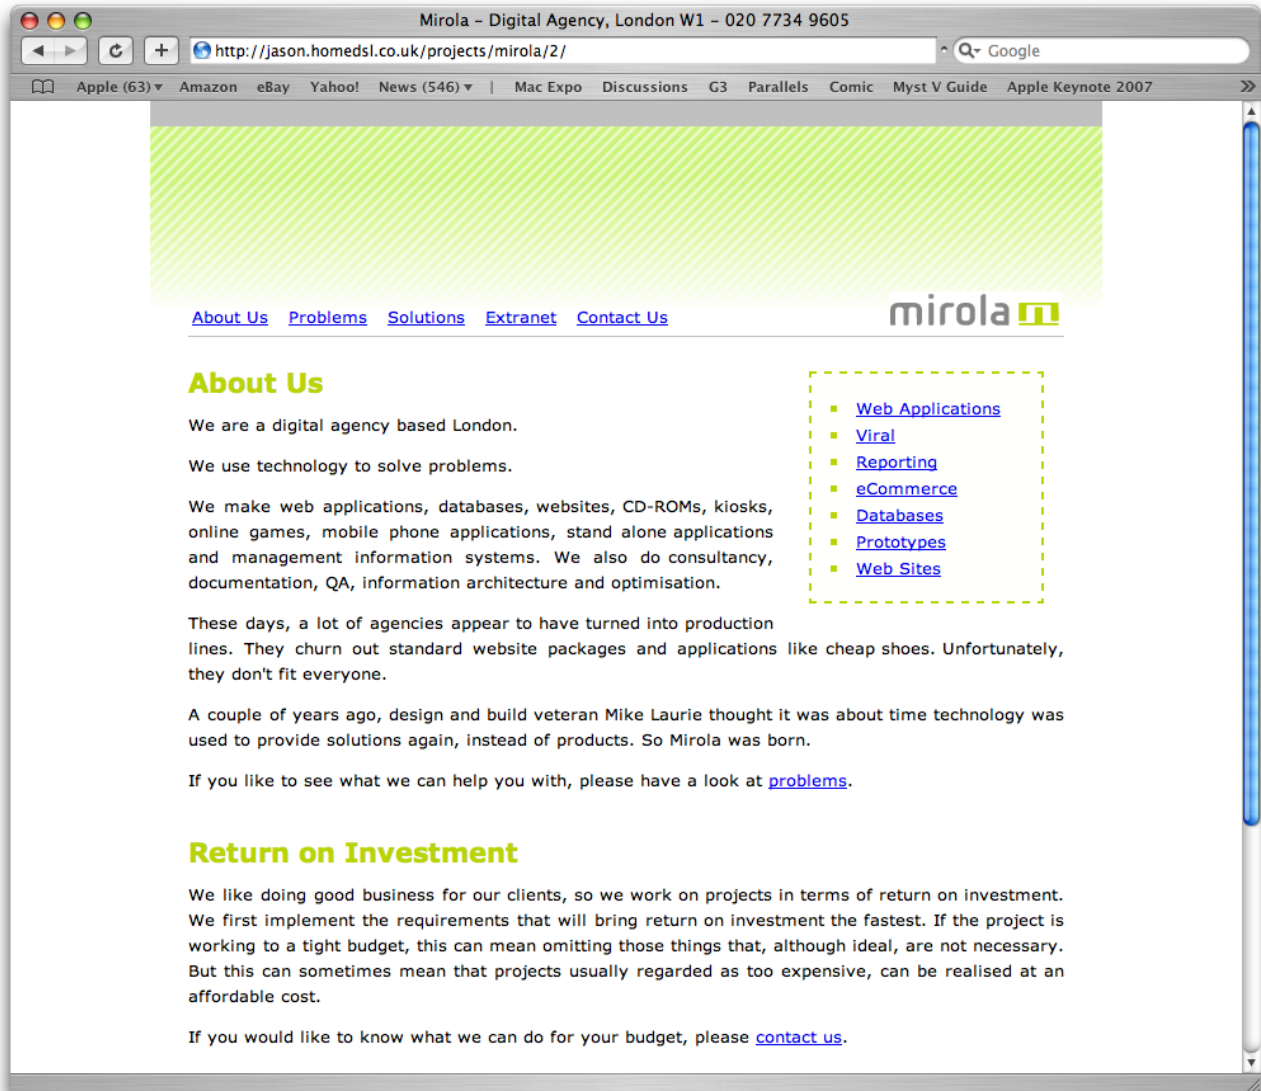 Mirola – Digital Agency, London W1 – 020 7734 9605
http://jason.homedsl.co.uk/projects/mirola/2/
Google
Apple (63) Amazon eBay Yahoo! News (546) | Mac Expo Discussions G3 Parallels Comic Myst V Guide Apple Keynote 2007
About Us Problems Solutions Extranet Contact Us
mirola m
About Us
We are a digital agency based London.
We use technology to solve problems.
We make web applications, databases, websites, CD-ROMs, kiosks,
online games, mobile phone applications, stand alone applications
and management information systems. We also do consultancy,
documentation, QA, information architecture and optimisation.
These days, a lot of agencies appear to have turned into production
lines. They churn out standard website packages and applications like cheap shoes. Unfortunately,
they don't fit everyone.
A couple of years ago, design and build veteran Mike Laurie thought it was about time technology was
used to provide solutions again, instead of products. So Mirola was born.
If you like to see what we can help you with, please have a look at problems.
Web Applications
Viral
Reporting
eCommerce
Databases
Prototypes
Web Sites
Return on Investment
We like doing good business for our clients, so we work on projects in terms of return on investment.
We first implement the requirements that will bring return on investment the fastest. If the project is
working to a tight budget, this can mean omitting those things that, although ideal, are not necessary.
But this can sometimes mean that projects usually regarded as too expensive, can be realised at an
affordable cost.
If you would like to know what we can do for your budget, please contact us.